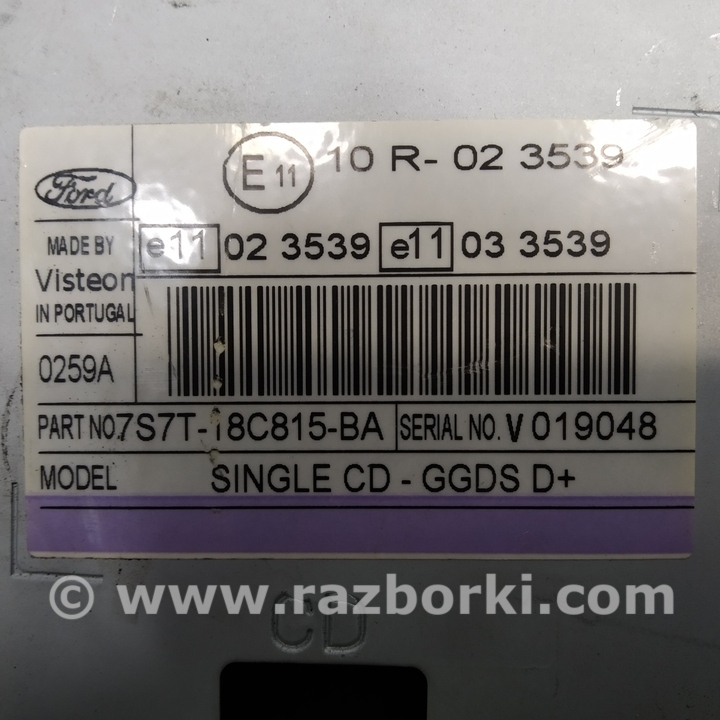 Ford
E 11 10 R- 02 3539
MADE BY
Visteon
IN PORTUGAL
e11 02 3539 e11 03 3539
0259A
PART NO. 7S7T-18C815-BA SERIAL NO. V 019048
MODEL SINGLE CD - GGDS D+
© www.razborki.com
CD